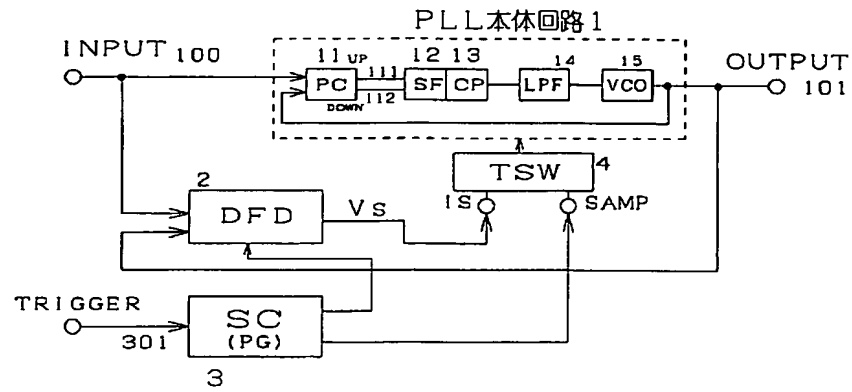 PLL本体回路1
INPUT 100
11 UP 111 12 13 14 15
PC SF CP LPF VCO
112
DOWN
OUTPUT
101
TSW 4
IS SAMP
2
DFD VS
TRIGGER
301
SC
(PG)
3